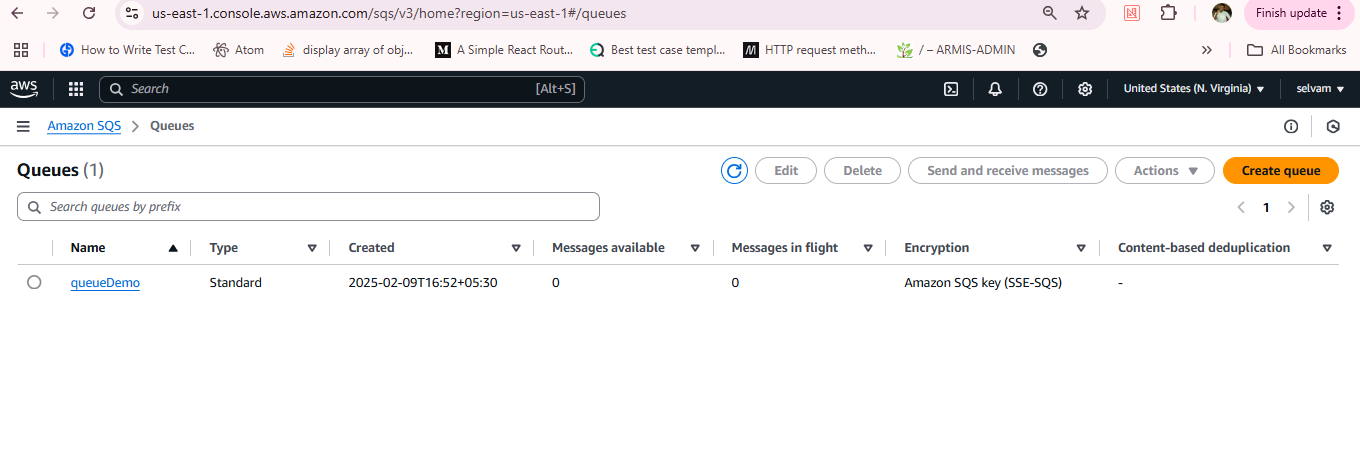 us-east-1.console.aws.amazon.com/sqs/v3/home?region=us-east-1#/queues Finish update
How to Write Test C... Atom display array of obj... A Simple React Rout... Best test case templ... HTTP request meth... / – ARMIS-ADMIN » All Bookmarks
aws Search [Alt+S] United States (N. Virginia) selvam
Amazon SQS Queues
Queues (1) Edit Delete Send and receive messages Actions Create queue
Search queues by prefix 1
Name Type Created Messages available Messages in flight Encryption Content-based deduplication
queueDemo Standard 2025-02-09T16:52+05:30 0 0 Amazon SQS key (SSE-SQS) -